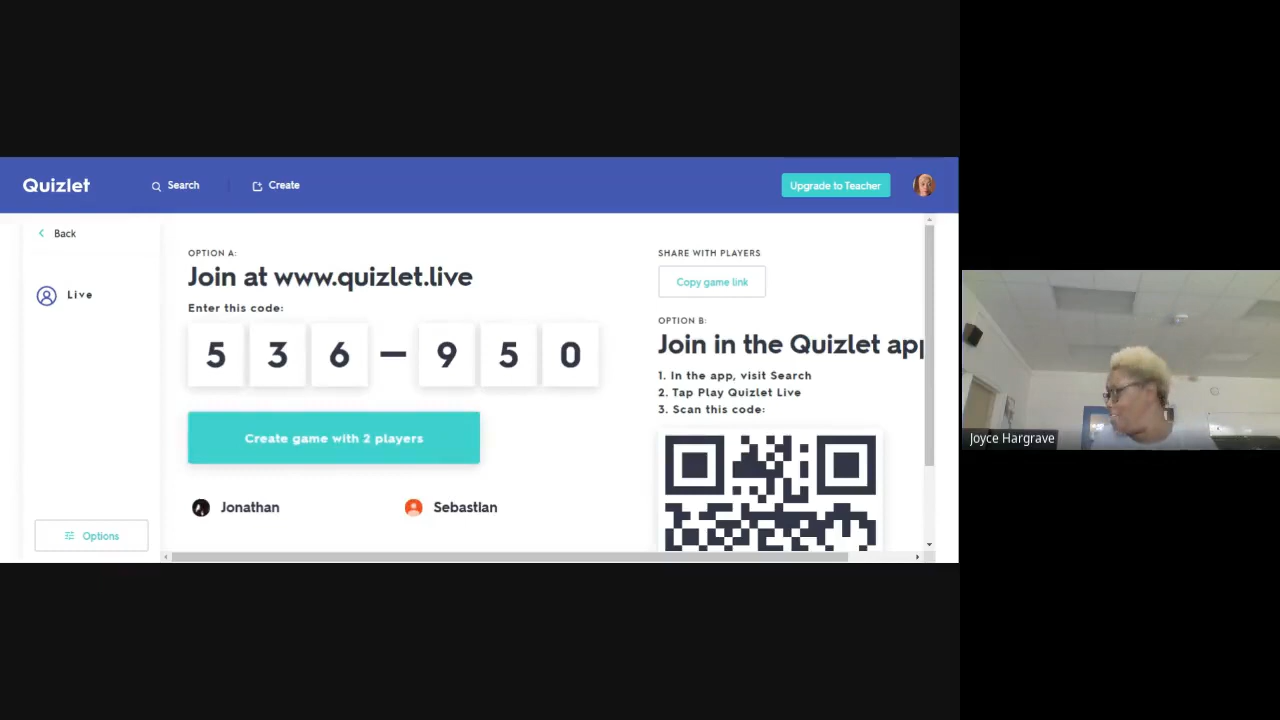 Quizlet
Search
Create
Upgrade to Teacher
Back
Live
Options
OPTION A:
Join at www.quizlet.live
Enter this code:
5 3 6 – 9 5 0
Create game with 2 players
Jonathan
Sebastian
SHARE WITH PLAYERS
Copy game link
OPTION B:
Join in the Quizlet app
1. In the app, visit Search
2. Tap Play Quizlet Live
3. Scan this code:
Joyce Hargrave